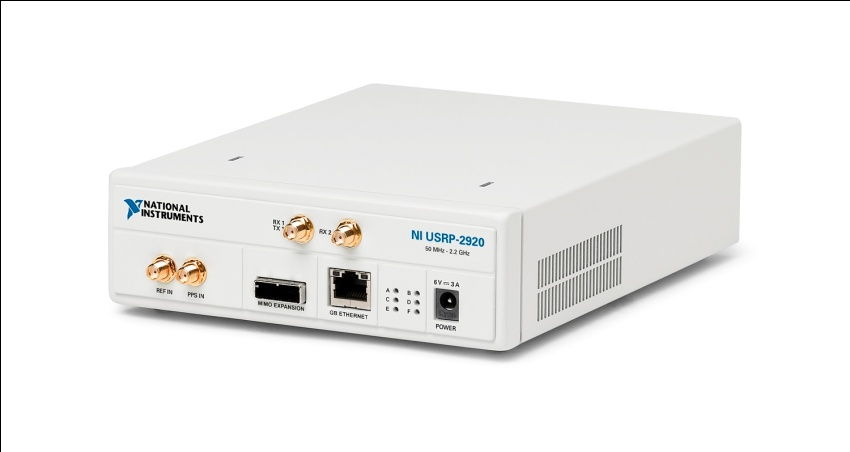 NATIONAL
INSTRUMENTS
RX 1
TX 1
RX 2
NI USRP-2920
50 MHz - 2.2 GHz
REF IN
PPS IN
MIMO EXPANSION
GB ETHERNET
A B
C D
E F
6V ⎓ 3 A
POWER